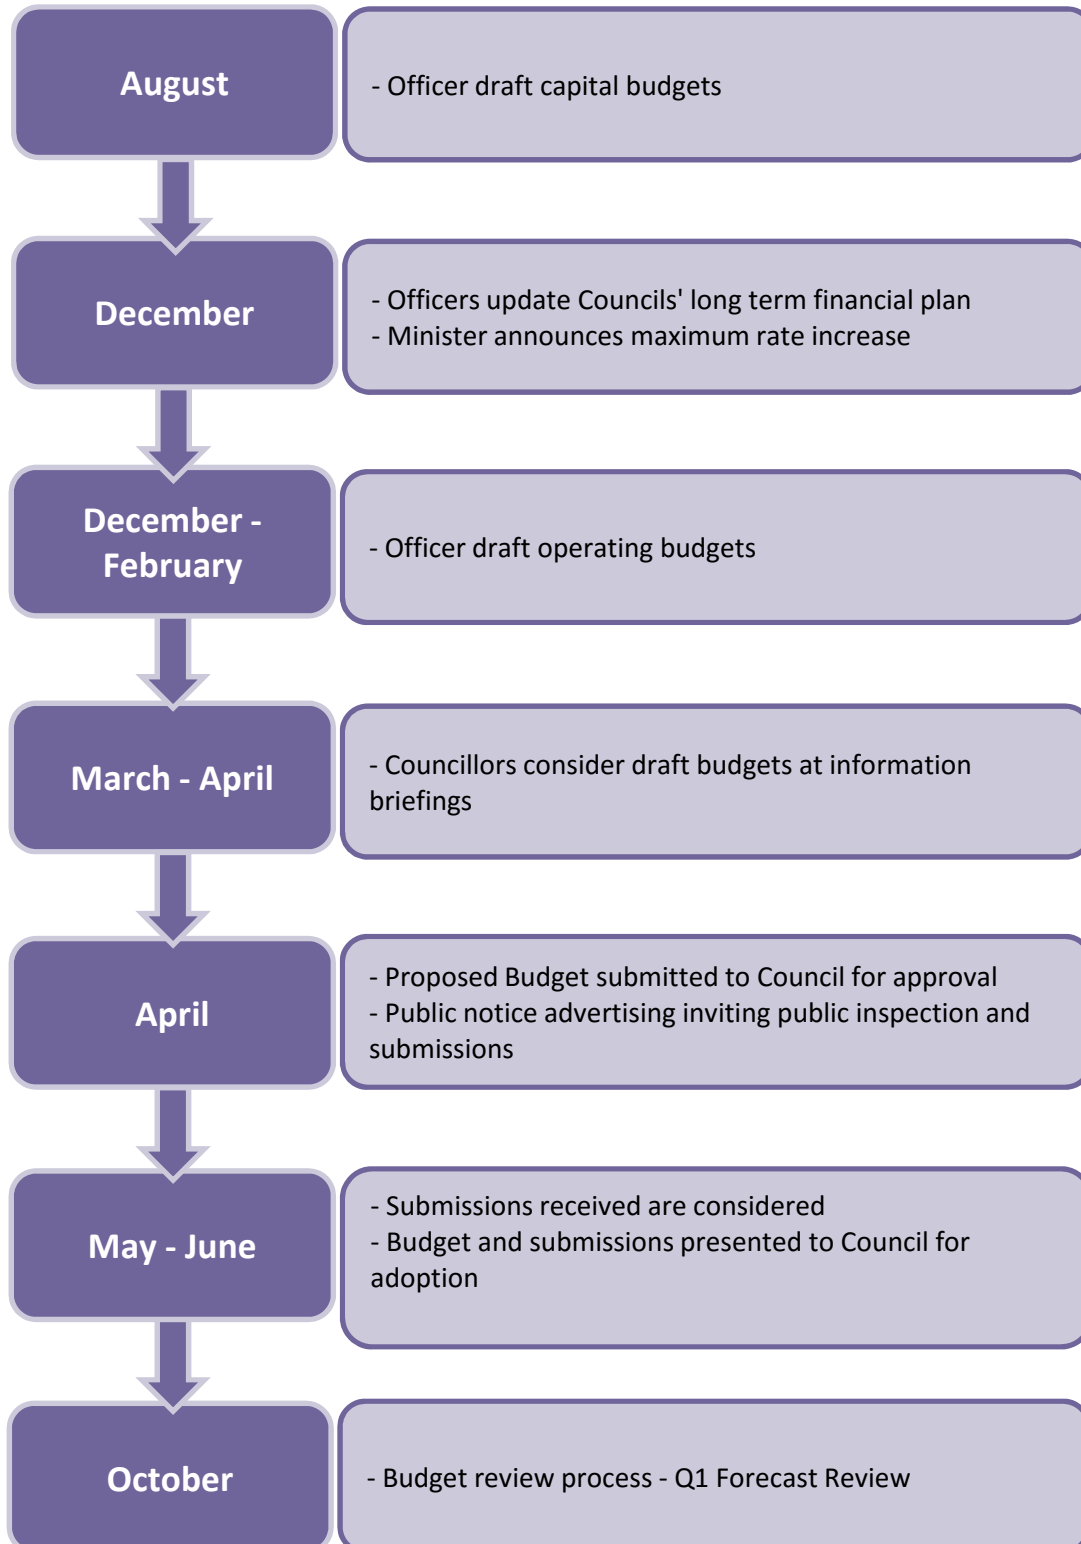 August
- Officer draft capital budgets
December
- Officers update Councils' long term financial plan
- Minister announces maximum rate increase
December -
February
- Officer draft operating budgets
March - April
- Councillors consider draft budgets at information
briefings
April
- Proposed Budget submitted to Council for approval
- Public notice advertising inviting public inspection and
submissions
May - June
- Submissions received are considered
- Budget and submissions presented to Council for
adoption
October
- Budget review process - Q1 Forecast Review